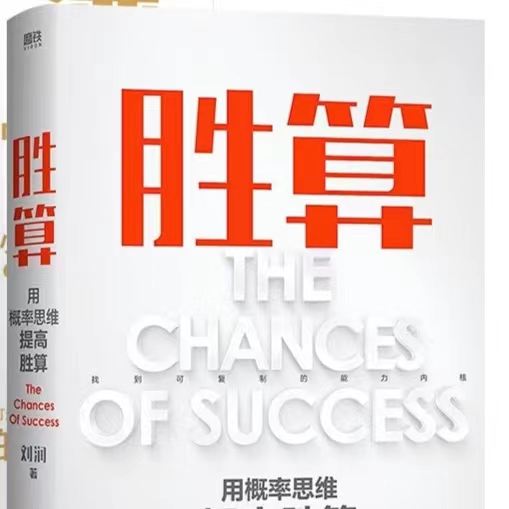 磨铁
胜算
用
概率思维
提高
胜算
The
Chances
Of Success
刘润
著
胜算
THE
CHANCES
找到可复制的能力内核
OF SUCCESS
用概率思维